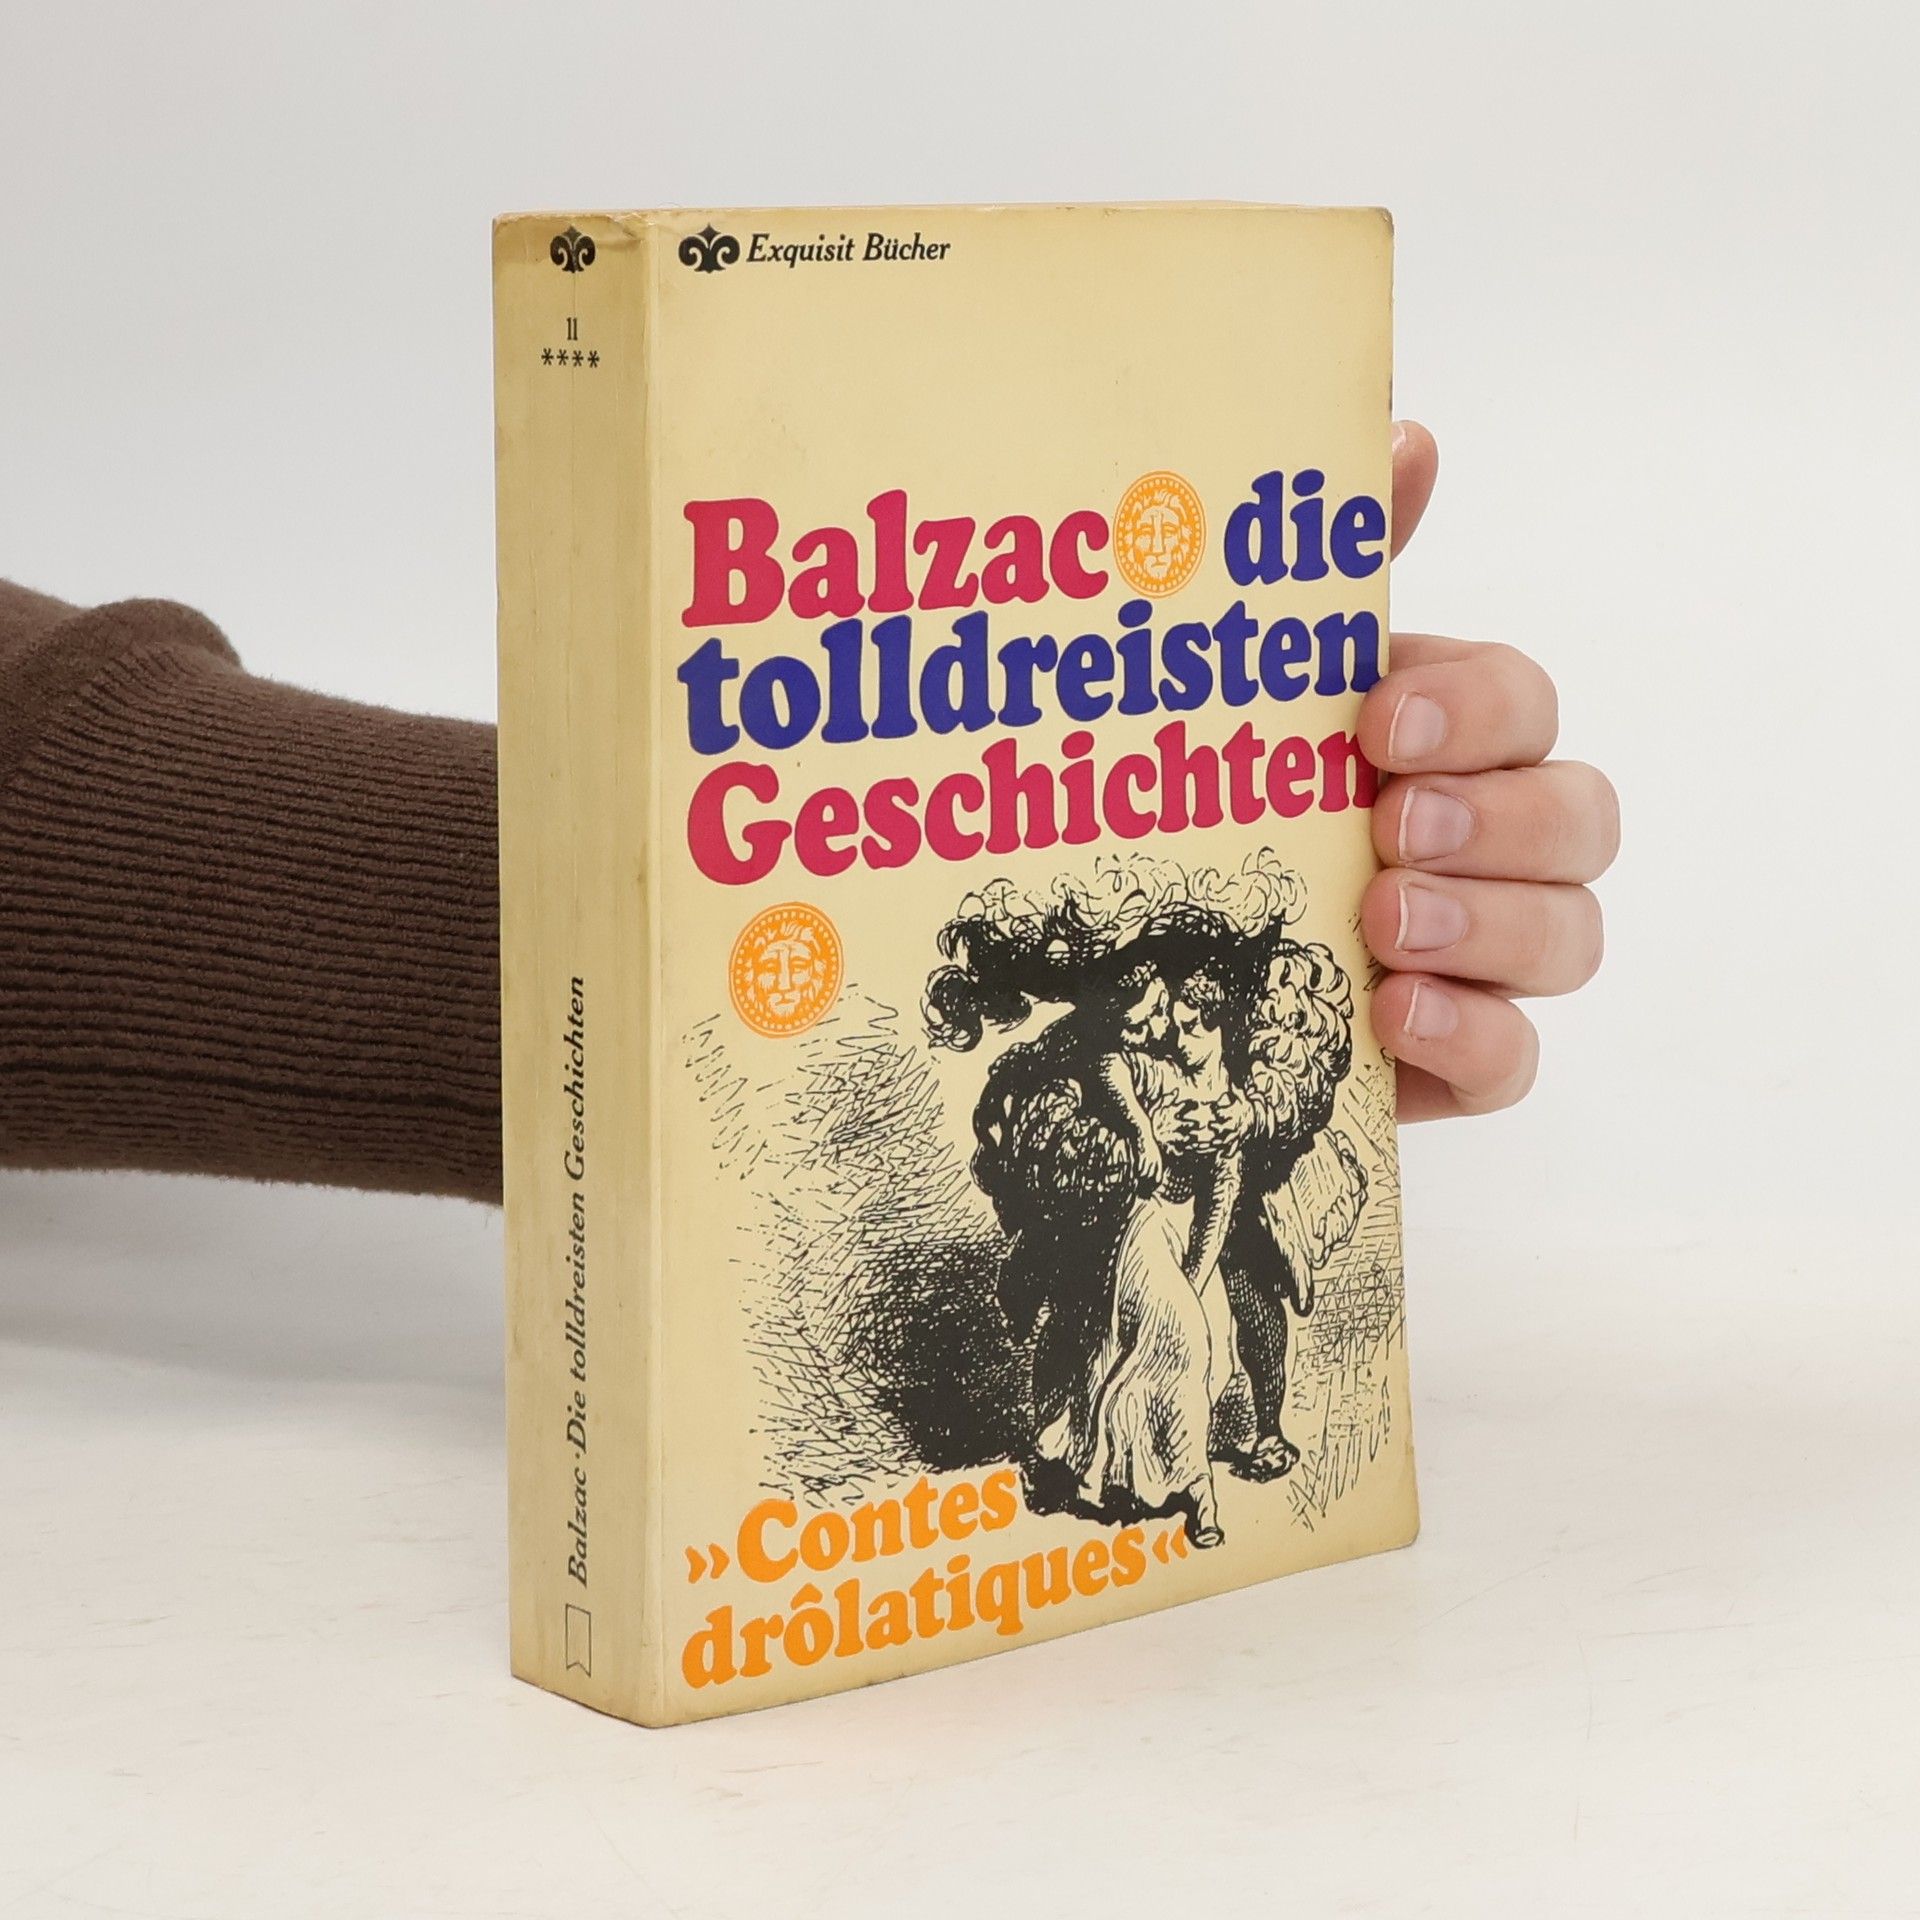 11
****
Balzac · Die tolldreisten Geschichten
Exquisit Bücher
Balzac die
tolldreisten
Geschichten
»Contes
drôlatiques«